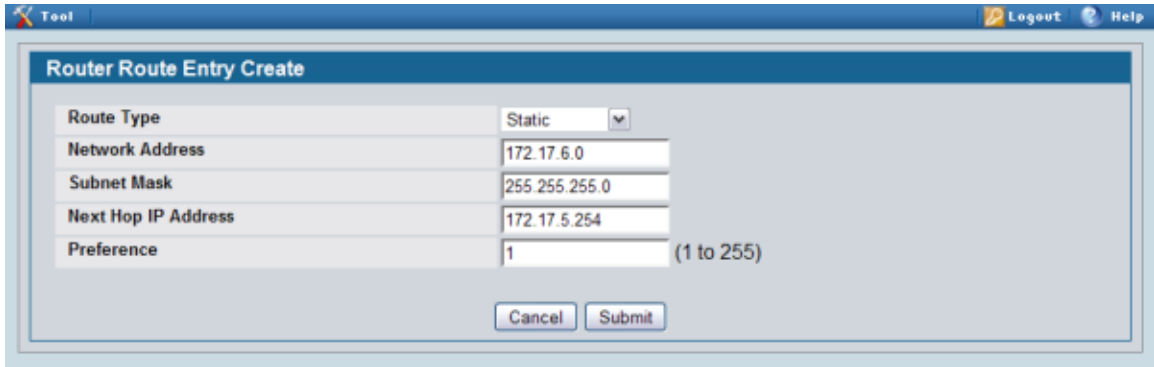 Tool Logout Help
Router Route Entry Create
Route Type Static
Network Address 172.17.6.0
Subnet Mask 255.255.255.0
Next Hop IP Address 172.17.5.254
Preference 1 (1 to 255)
Cancel Submit